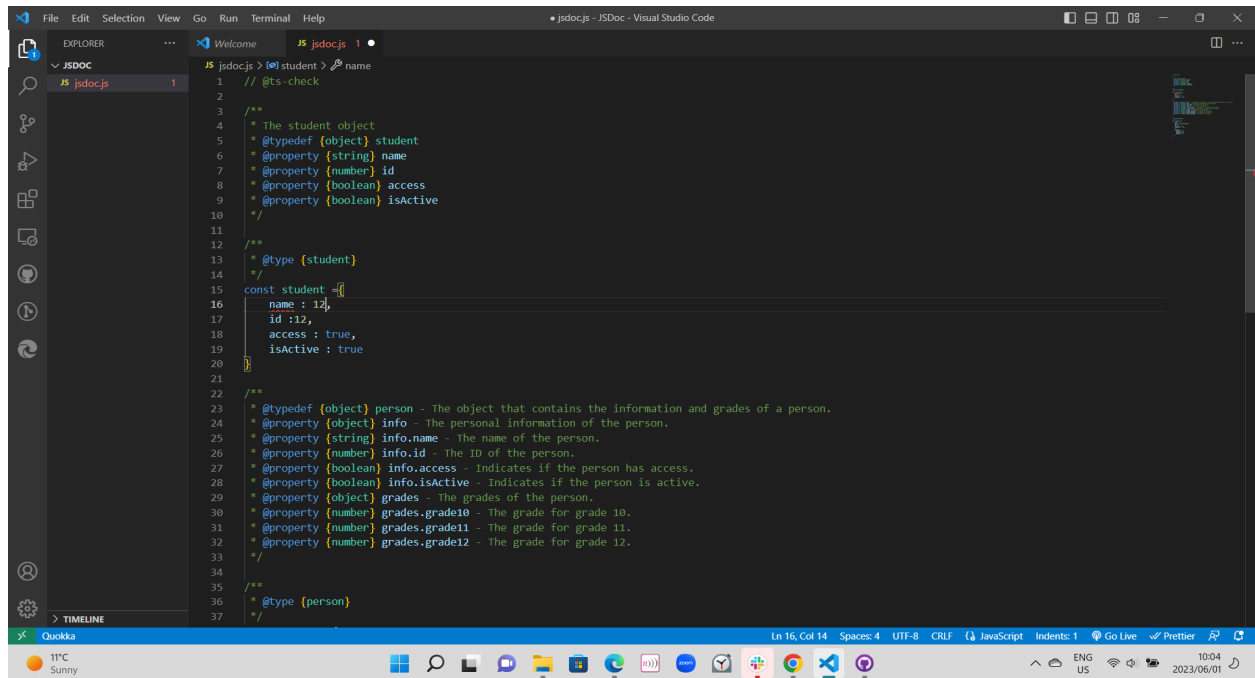 File Edit Selection View Go Run Terminal Help
● jsdoc.js - JSDoc - Visual Studio Code
EXPLORER ···
Welcome
JS jsdoc.js 1 ●
JSDOC
JS jsdoc.js > student > name
JS jsdoc.js 1
1 // @ts-check
2
3 /**
4 * The student object
5 * @typedef {object} student
6 * @property {string} name
7 * @property {number} id
8 * @property {boolean} access
9 * @property {boolean} isActive
10 */
11
12 /**
13 * @type {student}
14 */
15 const student ={
16 name : 12,
17 id :12,
18 access : true,
19 isActive : true
20 }
21
22 /**
23 * @typedef {object} person - The object that contains the information and grades of a person.
24 * @property {object} info - The personal information of the person.
25 * @property {string} info.name - The name of the person.
26 * @property {number} info.id - The ID of the person.
27 * @property {boolean} info.access - Indicates if the person has access.
28 * @property {boolean} info.isActive - Indicates if the person is active.
29 * @property {object} grades - The grades of the person.
30 * @property {number} grades.grade10 - The grade for grade 10.
31 * @property {number} grades.grade11 - The grade for grade 11.
32 * @property {number} grades.grade12 - The grade for grade 12.
33 */
34
35 /**
36 * @type {person}
37 */
1
TIMELINE
Quokka
Ln 16, Col 14 Spaces: 4 UTF-8 CRLF JavaScript Indents: 1 Go Live Prettier
11°C
Sunny
zoom
ENG
US
10:04
2023/06/01